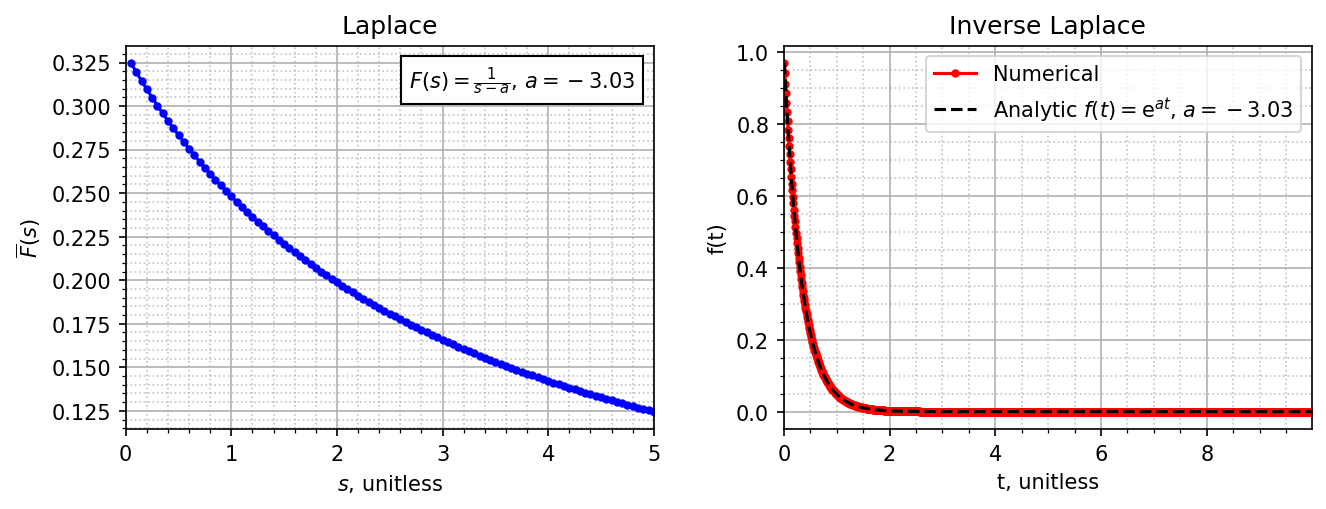 Laplace
0.325
0.300
0.275
0.250
0.225
0.200
0.175
0.150
0.125
F̅(s)
F(s) = 1/(s−a), a = −3.03
0 1 2 3 4 5
s, unitless
Inverse Laplace
1.0
0.8
0.6
0.4
0.2
0.0
f(t)
Numerical
Analytic f(t) = e^{at}, a = −3.03
0 2 4 6 8
t, unitless